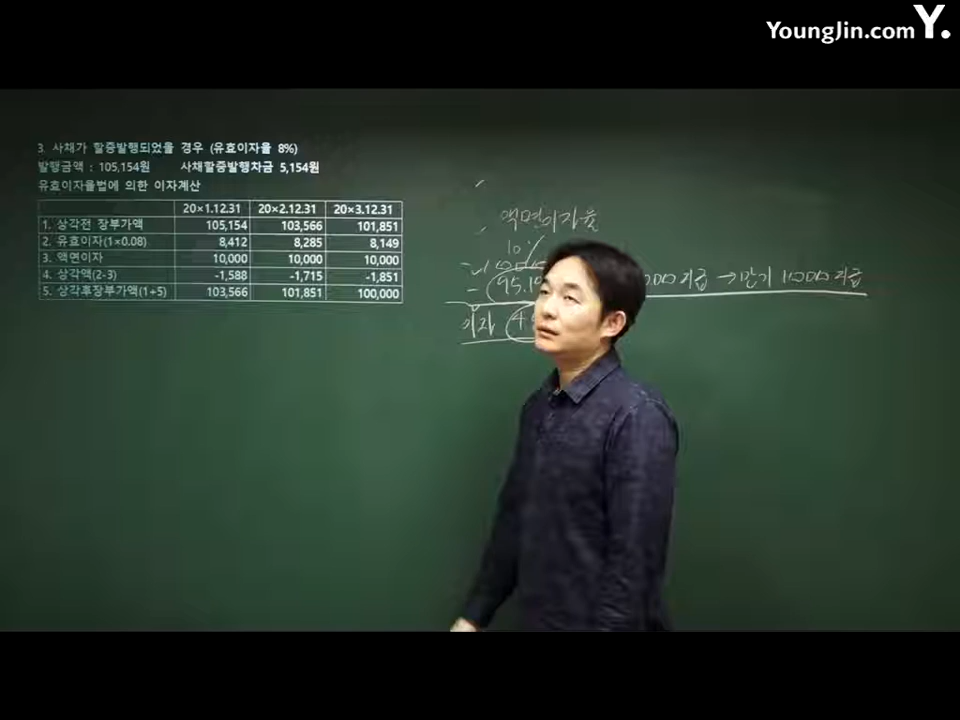 YoungJin.com Y.
3. 사채가 할증발행되었을 경우 (유효이자율 8%)
발행금액 : 105,154원 사채할증발행차금 5,154원
유효이자율법에 의한 이자계산
20×1.12.31 20×2.12.31 20×3.12.31
1. 상각전 장부가액 105,154 103,566 101,851
2. 유효이자(1×0.08) 8,412 8,285 8,149
3. 액면이자 10,000 10,000 10,000
4. 상각액(2-3) -1,588 -1,715 -1,851
5. 상각후장부가액(1+5) 103,566 101,851 100,000
액면이자율
10%
지급 → 만기 지급
이자